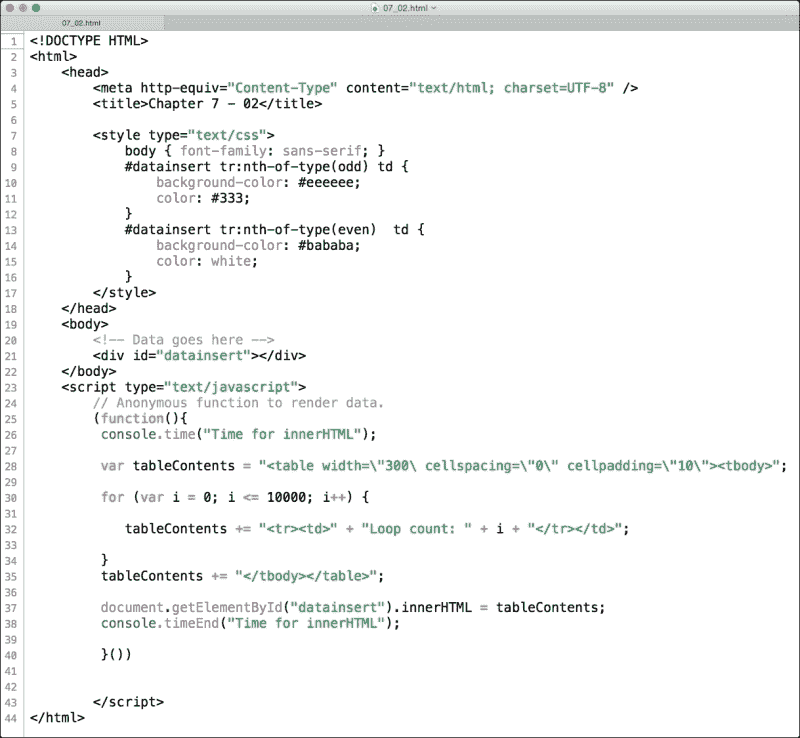 07_02.html
07_02.html
1 <!DOCTYPE HTML>
2 <html>
3 <head>
4 <meta http-equiv="Content-Type" content="text/html; charset=UTF-8" />
5 <title>Chapter 7 - 02</title>
6
7 <style type="text/css">
8 body { font-family: sans-serif; }
9 #datainsert tr:nth-of-type(odd) td {
10 background-color: #eeeeee;
11 color: #333;
12 }
13 #datainsert tr:nth-of-type(even)  td {
14 background-color: #bababa;
15 color: white;
16 }
17 </style>
18 </head>
19 <body>
20 <!-- Data goes here -->
21 <div id="datainsert"></div>
22 </body>
23 <script type="text/javascript">
24 // Anonymous function to render data.
25 (function(){
26 console.time("Time for innerHTML");
27
28 var tableContents = "<table width=\"300\ cellspacing=\"0\" cellpadding=\"10\"><tbody>";
29
30 for (var i = 0; i <= 10000; i++) {
31
32 tableContents += "<tr><td>" + "Loop count: " + i + "</tr></td>";
33
34 }
35 tableContents += "</tbody></table>";
36
37 document.getElementById("datainsert").innerHTML = tableContents;
38 console.timeEnd("Time for innerHTML");
39
40 }())
41
42
43 </script>
44 </html>